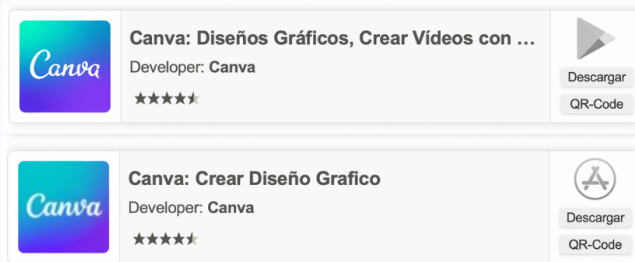 Canva
Canva: Diseños Gráficos, Crear Vídeos con ...
Developer: Canva
Descargar
QR-Code
Canva
Canva: Crear Diseño Grafico
Developer: Canva
Descargar
QR-Code